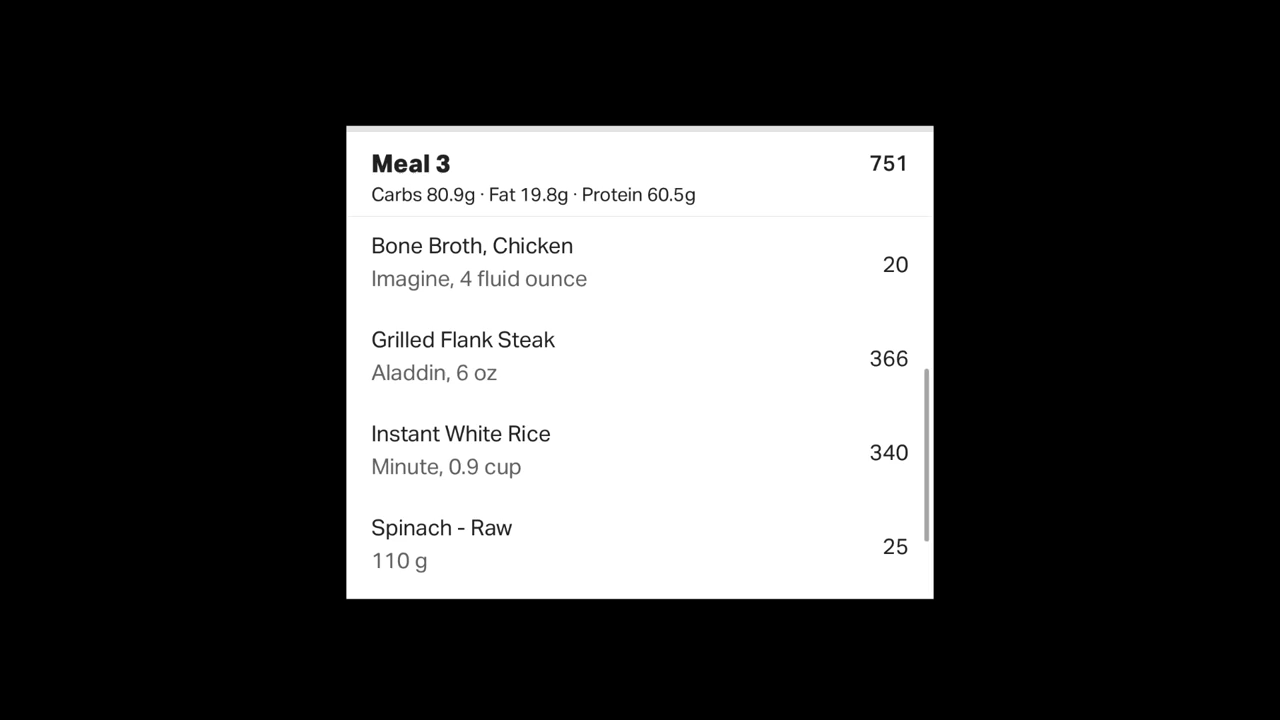 Meal 3 751
Carbs 80.9g · Fat 19.8g · Protein 60.5g
Bone Broth, Chicken
Imagine, 4 fluid ounce
20
Grilled Flank Steak
Aladdin, 6 oz
366
Instant White Rice
Minute, 0.9 cup
340
Spinach - Raw
110 g
25